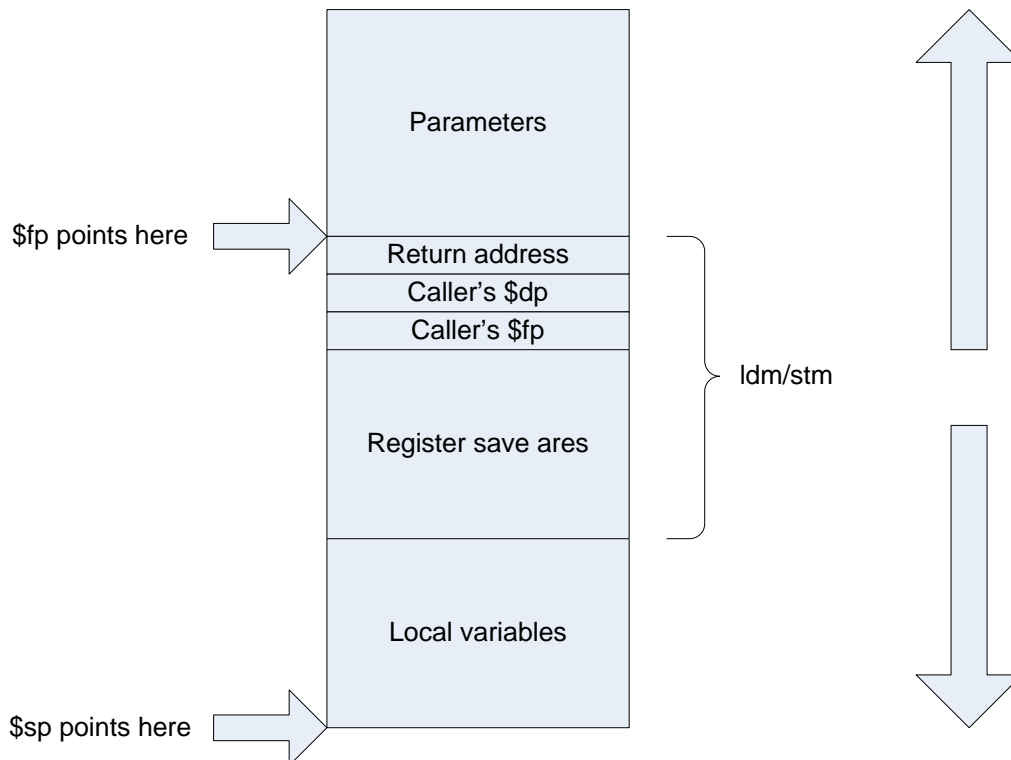 Parameters
$fp points here
Return address
Caller's $dp
Caller's $fp
ldm/stm
Register save ares
Local variables
$sp points here